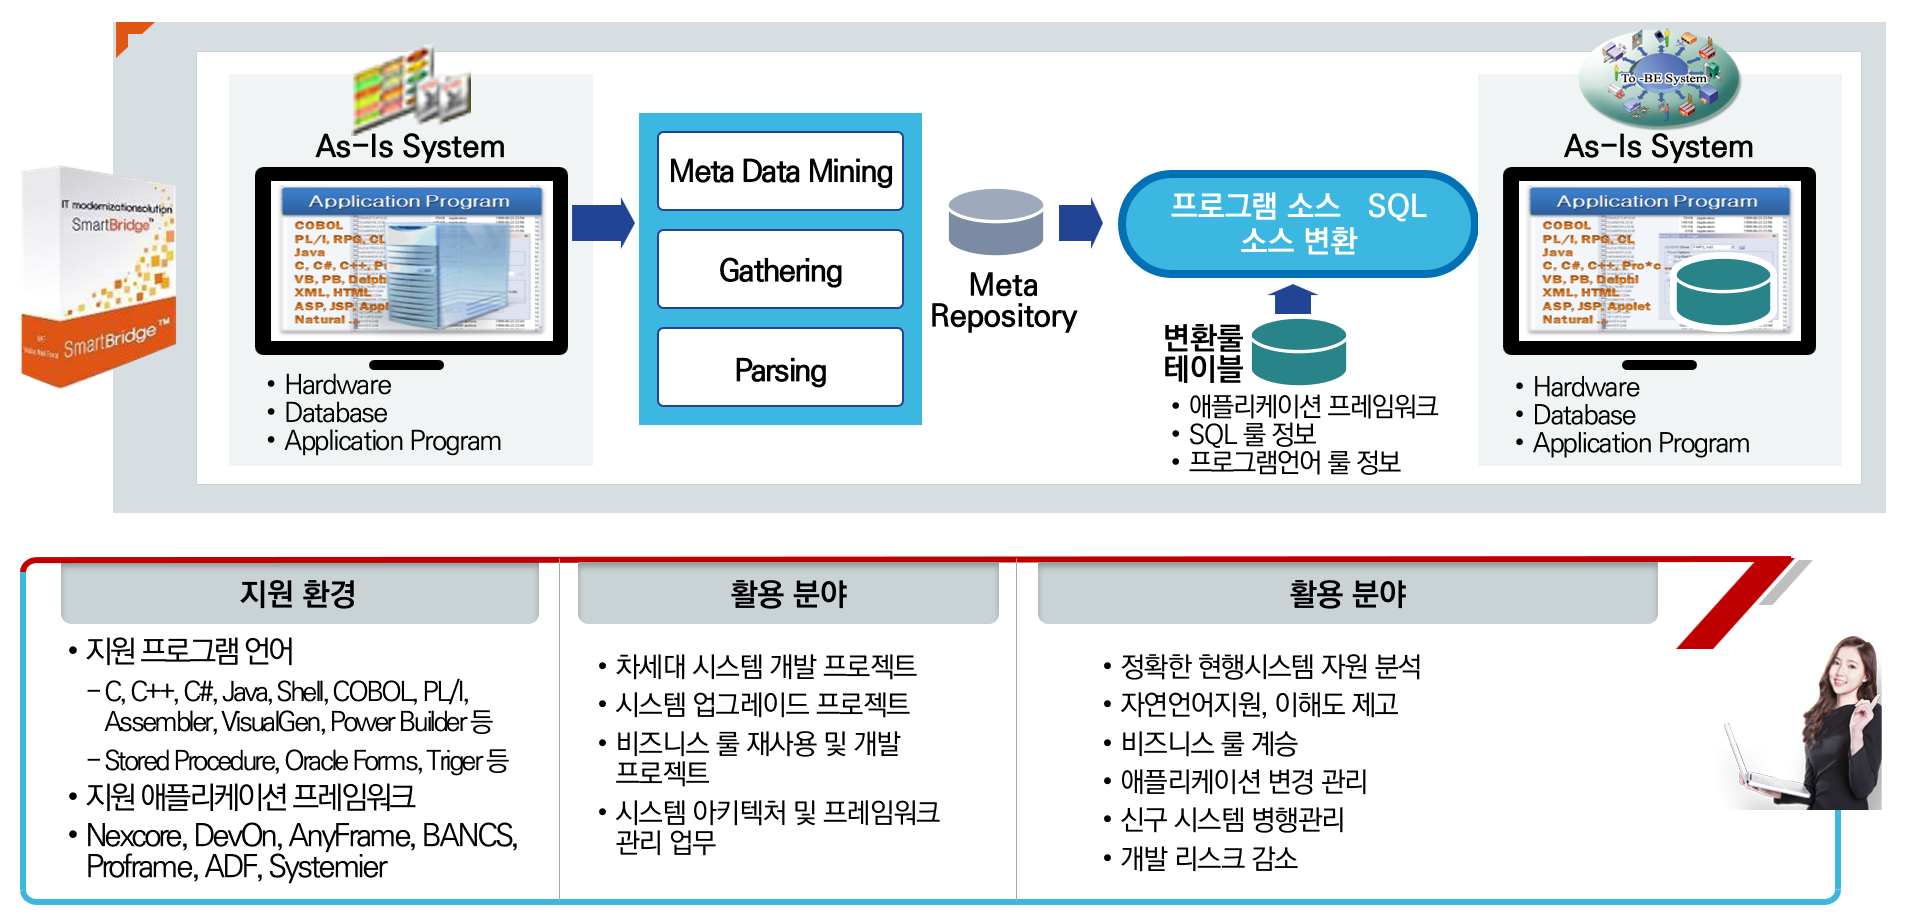 IT modernizationsolution
SmartBridge™
SmartBridge™
As-Is System
Application Program
COBOL
PL/I, RPG, CL
Java
C, C#, C++, P
VB, PB, Delphi
XML, HTML
ASP, JSP, Appl
Natural ...
• Hardware
• Database
• Application Program
Meta Data Mining
Gathering
Parsing
Meta
Repository
프로그램 소스 SQL
소스 변환
변환룰
테이블
• 애플리케이션 프레임워크
• SQL 룰 정보
• 프로그램언어 룰 정보
To -BE System
As-Is System
Application Program
COBOL
PL/I, RPG, CL
Java
C, C#, C++, Pro*c ...
VB, PB, Delphi
XML, HTML
ASP, JSP, Applet
Natural ...
• Hardware
• Database
• Application Program
지원 환경
• 지원 프로그램 언어
– C, C++, C#, Java, Shell, COBOL, PL/I,
Assembler, VisualGen, Power Builder 등
– Stored Procedure, Oracle Forms, Triger 등
• 지원 애플리케이션 프레임워크
• Nexcore, DevOn, AnyFrame, BANCS,
Proframe, ADF, Systemier
활용 분야
• 차세대 시스템 개발 프로젝트
• 시스템 업그레이드 프로젝트
• 비즈니스 룰 재사용 및 개발
프로젝트
• 시스템 아키텍처 및 프레임워크
관리 업무
활용 분야
• 정확한 현행시스템 자원 분석
• 자연언어지원, 이해도 제고
• 비즈니스 룰 계승
• 애플리케이션 변경 관리
• 신구 시스템 병행관리
• 개발 리스크 감소